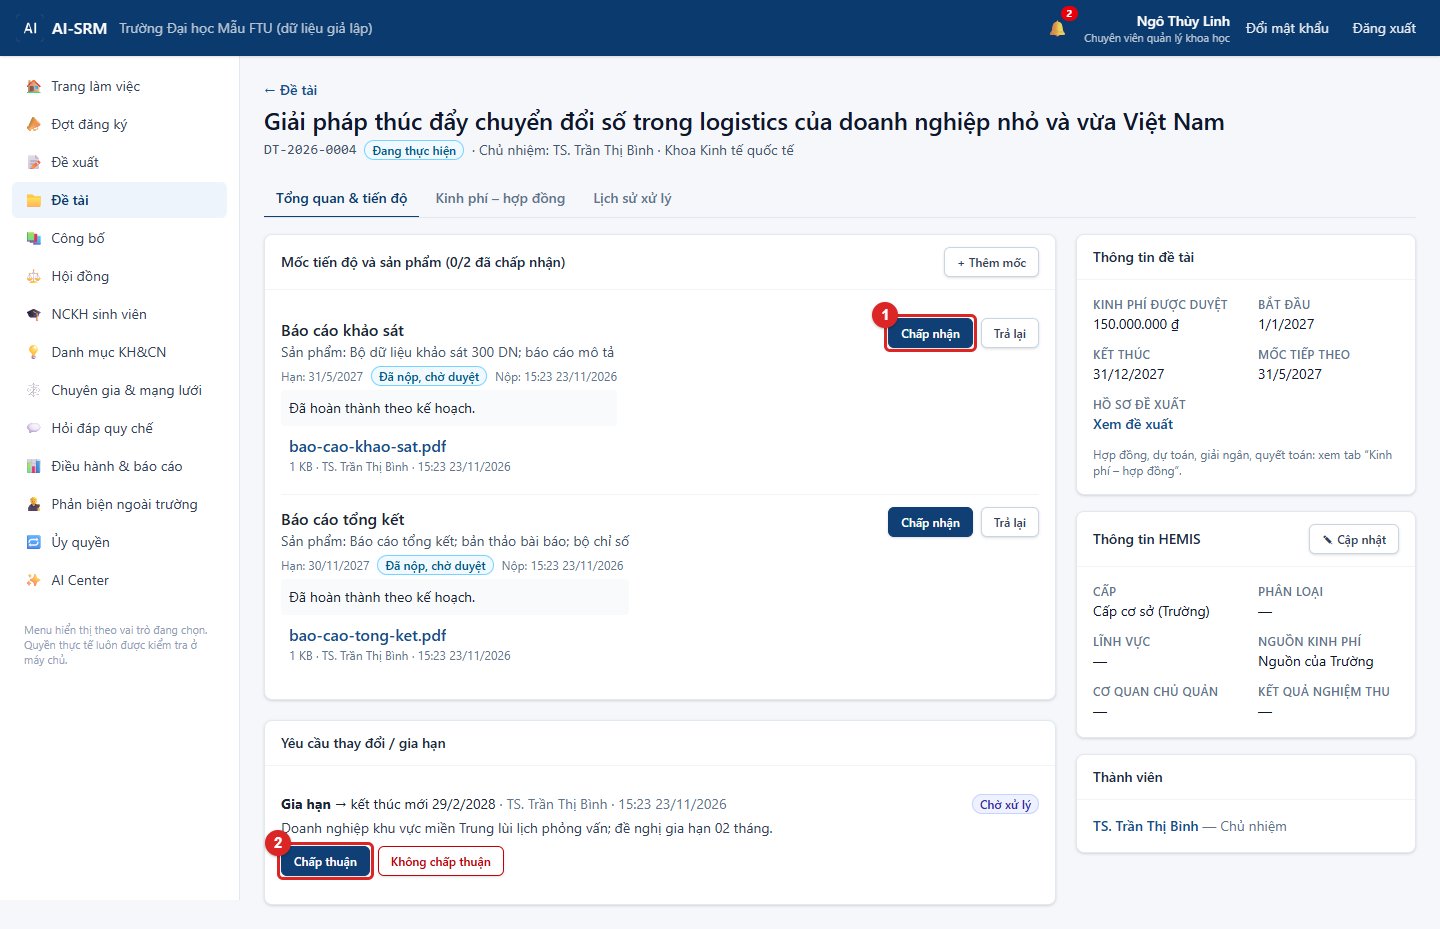 AI AI-SRM Trường Đại học Mẫu FTU (dữ liệu giả lập)
2
Ngô Thùy Linh
Chuyên viên quản lý khoa học
Đổi mật khẩu
Đăng xuất
Trang làm việc
Đợt đăng ký
Đề xuất
Đề tài
Công bố
Hội đồng
NCKH sinh viên
Danh mục KH&CN
Chuyên gia & mạng lưới
Hỏi đáp quy chế
Điều hành & báo cáo
Phản biện ngoài trường
Ủy quyền
AI Center
Menu hiển thị theo vai trò đang chọn.
Quyền thực tế luôn được kiểm tra ở
máy chủ.
← Đề tài
Giải pháp thúc đẩy chuyển đổi số trong logistics của doanh nghiệp nhỏ và vừa Việt Nam
DT-2026-0004 Đang thực hiện · Chủ nhiệm: TS. Trần Thị Bình · Khoa Kinh tế quốc tế
Tổng quan & tiến độ
Kinh phí – hợp đồng
Lịch sử xử lý
Mốc tiến độ và sản phẩm (0/2 đã chấp nhận)
+ Thêm mốc
Báo cáo khảo sát
1
Chấp nhận
Trả lại
Sản phẩm: Bộ dữ liệu khảo sát 300 DN; báo cáo mô tả
Hạn: 31/5/2027 Đã nộp, chờ duyệt Nộp: 15:23 23/11/2026
Đã hoàn thành theo kế hoạch.
bao-cao-khao-sat.pdf
1 KB · TS. Trần Thị Bình · 15:23 23/11/2026
Báo cáo tổng kết
Chấp nhận
Trả lại
Sản phẩm: Báo cáo tổng kết; bản thảo bài báo; bộ chỉ số
Hạn: 30/11/2027 Đã nộp, chờ duyệt Nộp: 15:23 23/11/2026
Đã hoàn thành theo kế hoạch.
bao-cao-tong-ket.pdf
1 KB · TS. Trần Thị Bình · 15:23 23/11/2026
Yêu cầu thay đổi / gia hạn
Gia hạn → kết thúc mới 29/2/2028 · TS. Trần Thị Bình · 15:23 23/11/2026
Chờ xử lý
Doanh nghiệp khu vực miền Trung lùi lịch phỏng vấn; đề nghị gia hạn 02 tháng.
2
Chấp thuận
Không chấp thuận
Thông tin đề tài
KINH PHÍ ĐƯỢC DUYỆT
150.000.000 ₫
BẮT ĐẦU
1/1/2027
KẾT THÚC
31/12/2027
MỐC TIẾP THEO
31/5/2027
HỒ SƠ ĐỀ XUẤT
Xem đề xuất
Hợp đồng, dự toán, giải ngân, quyết toán: xem tab "Kinh
phí – hợp đồng".
Thông tin HEMIS
Cập nhật
CẤP
Cấp cơ sở (Trường)
PHÂN LOẠI
—
LĨNH VỰC
—
NGUỒN KINH PHÍ
Nguồn của Trường
CƠ QUAN CHỦ QUẢN
—
KẾT QUẢ NGHIỆM THU
—
Thành viên
TS. Trần Thị Bình — Chủ nhiệm